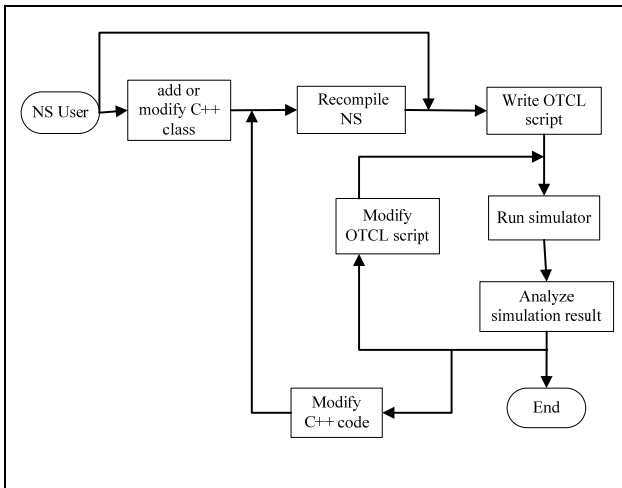 NS User
add or
modify C++
class
Recompile
NS
Write OTCL
script
Modify
OTCL script
Run simulator
Analyze
simulation result
Modify
C++ code
End